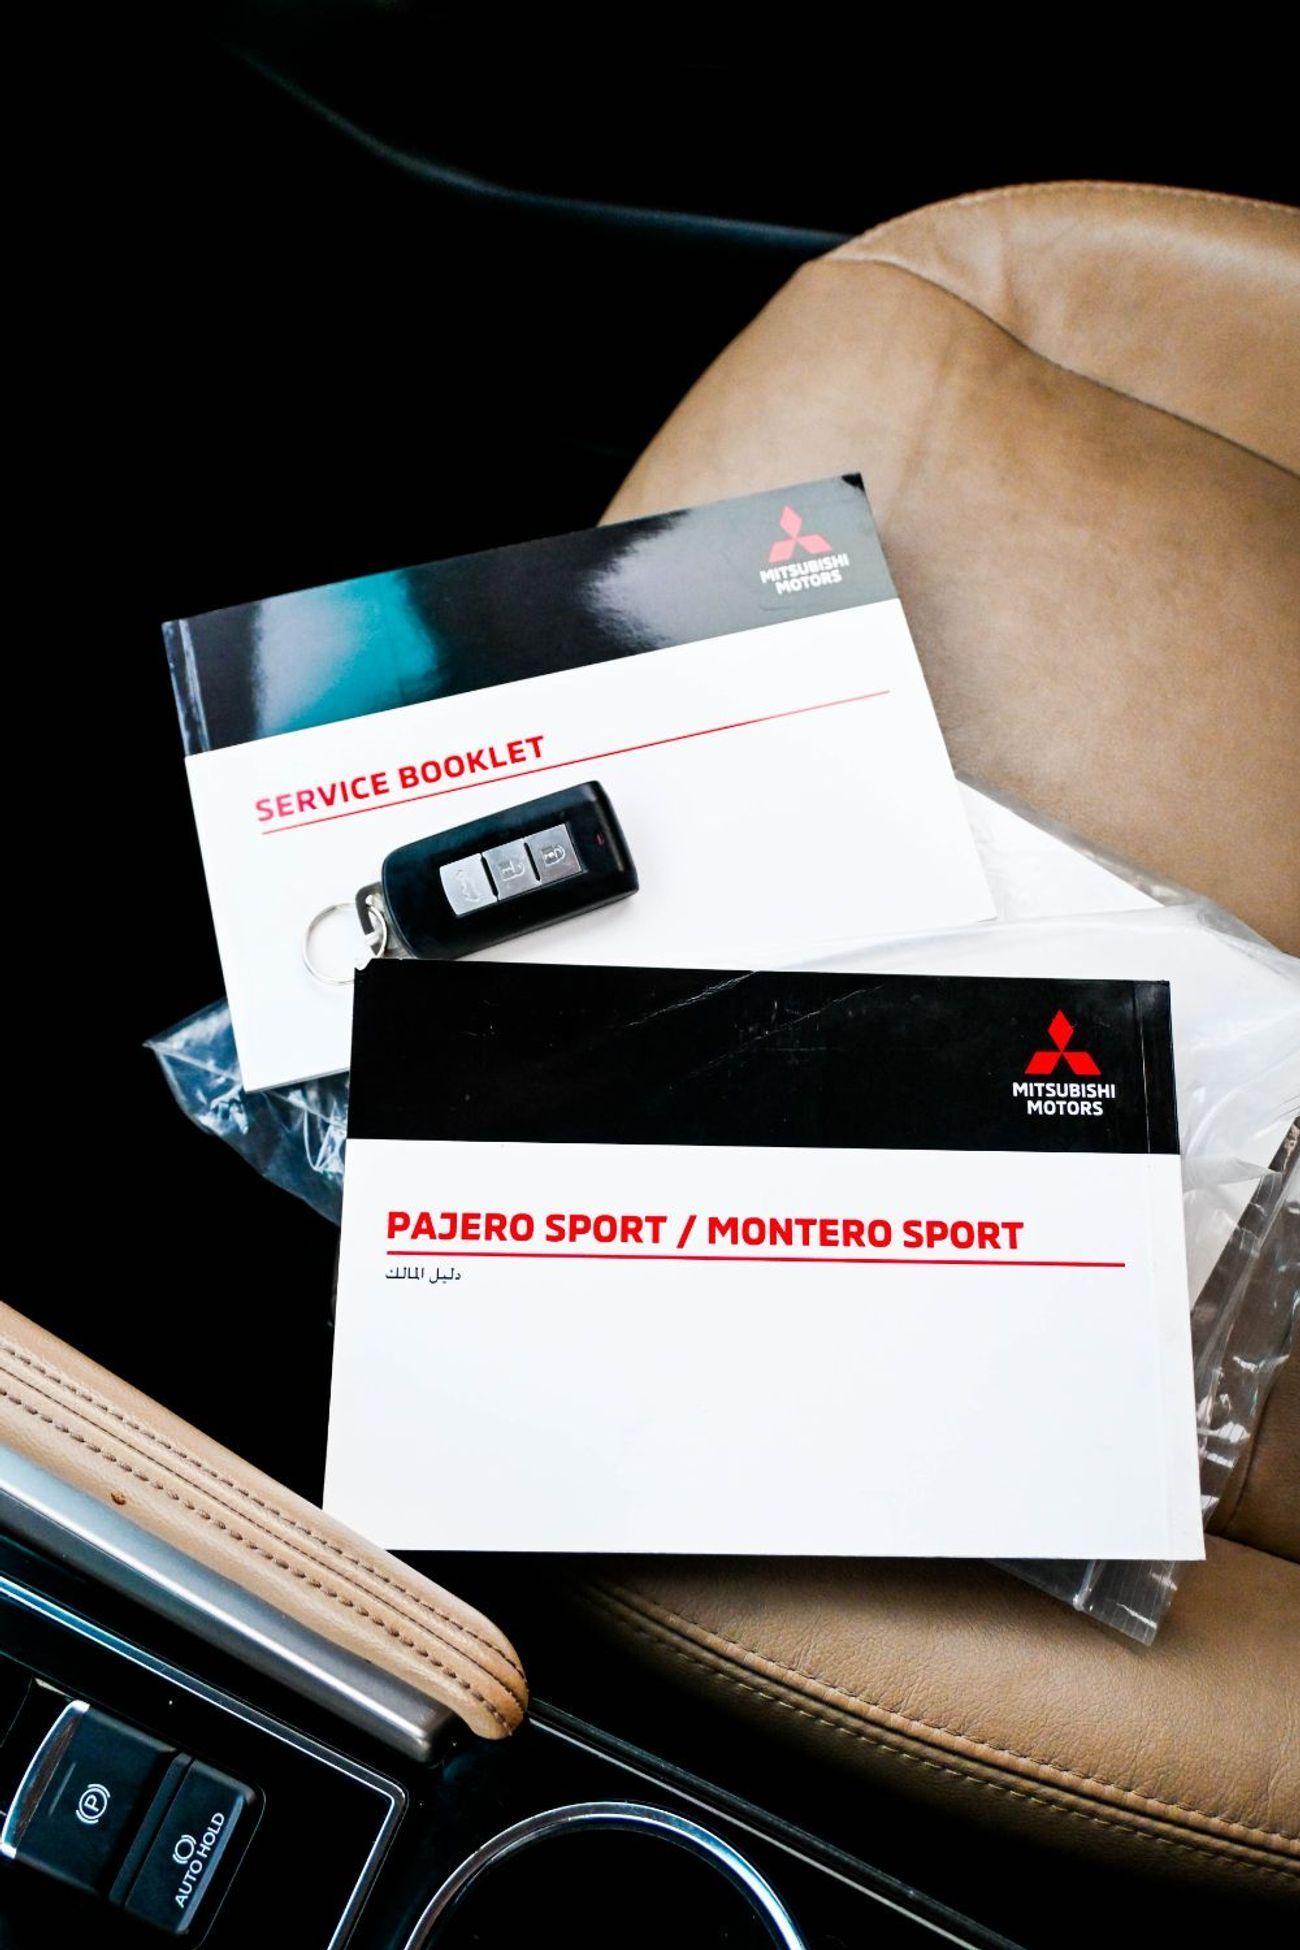 MITSUBISHI
MOTORS
SERVICE BOOKLET
MITSUBISHI
MOTORS
PAJERO SPORT / MONTERO SPORT
دليل المالك
P
AUTO HOLD